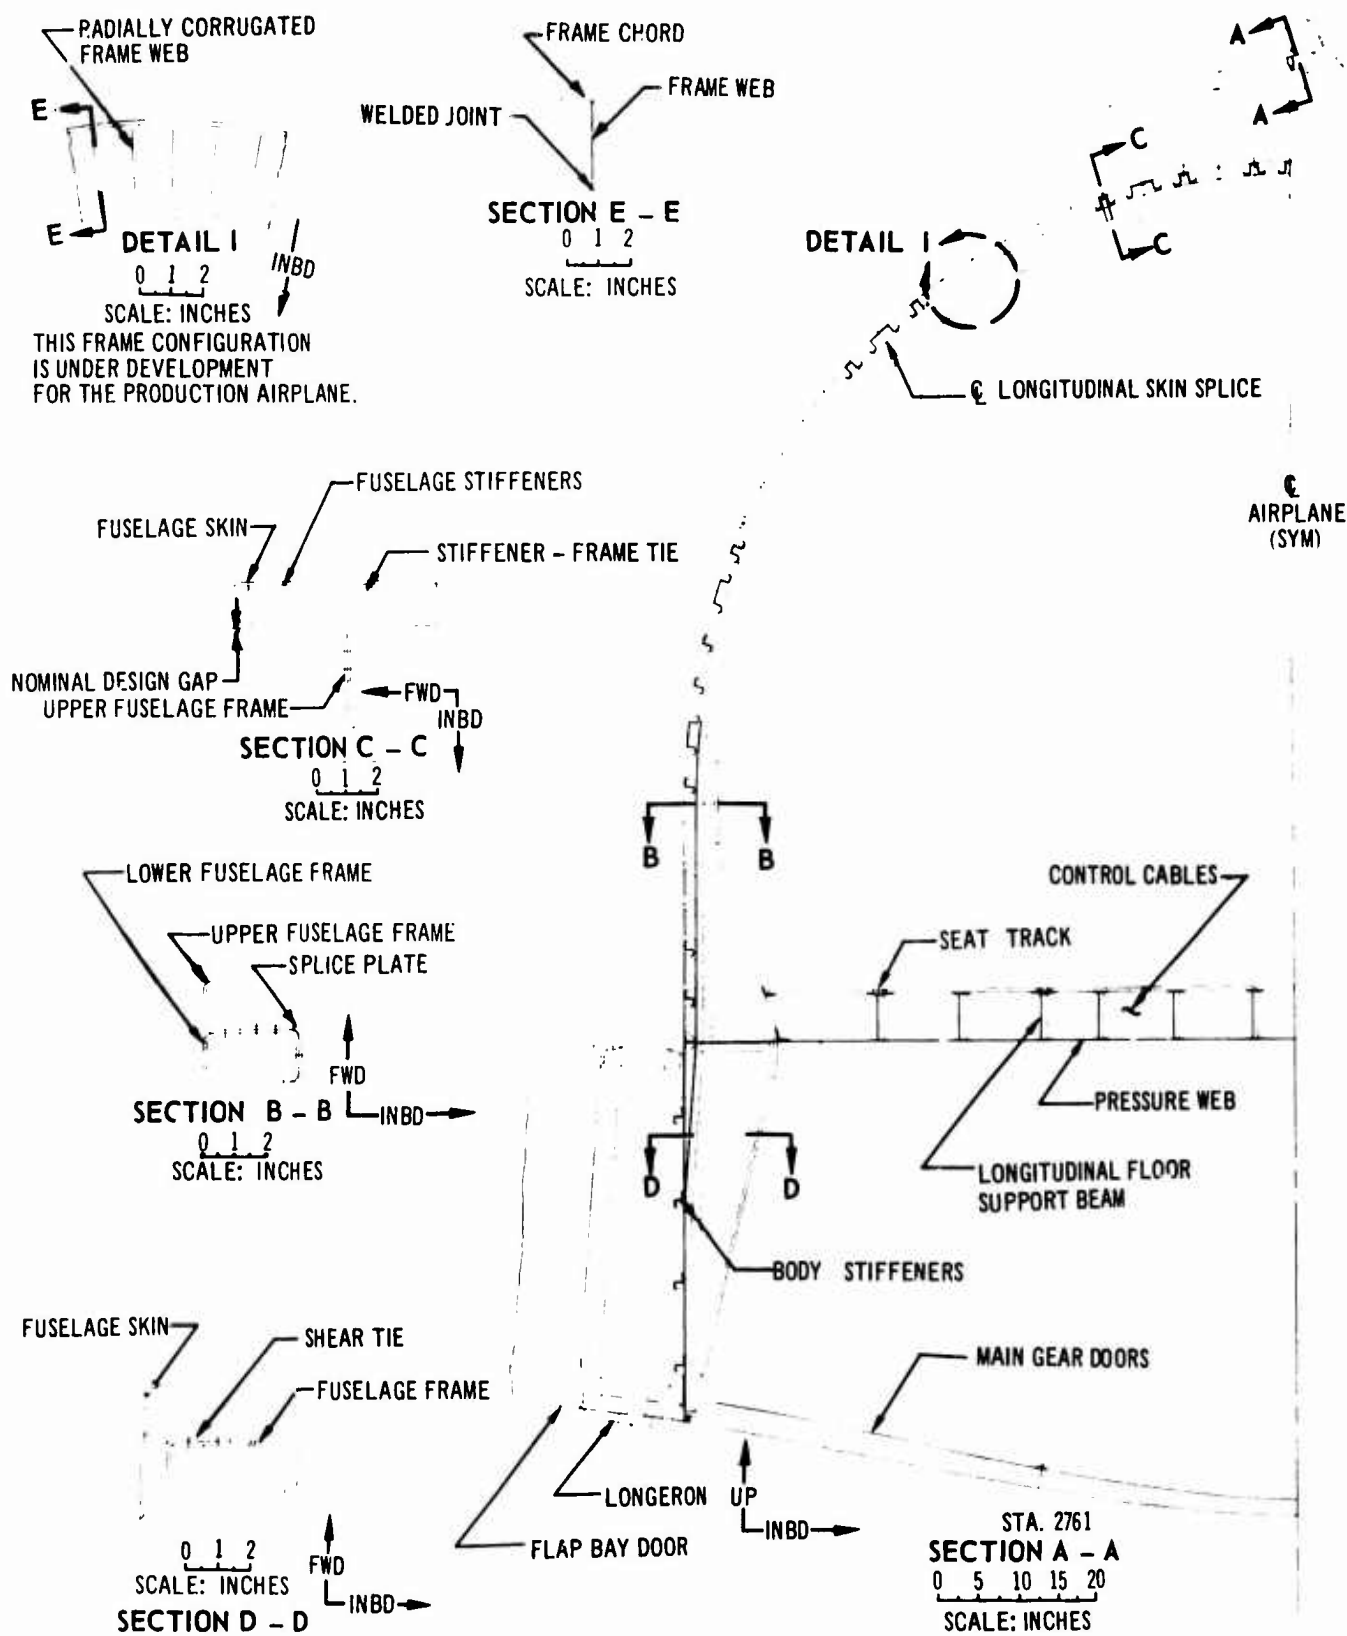 RADIALLY CORRUGATED
FRAME WEB
E
E
DETAIL I
0 1 2
SCALE: INCHES
INBD
THIS FRAME CONFIGURATION
IS UNDER DEVELOPMENT
FOR THE PRODUCTION AIRPLANE.
FRAME CHORD
FRAME WEB
WELDED JOINT
SECTION E - E
0 1 2
SCALE: INCHES
A
A
C
C
DETAIL I
℄ LONGITUDINAL SKIN SPLICE
℄
AIRPLANE
(SYM)
FUSELAGE STIFFENERS
FUSELAGE SKIN
STIFFENER - FRAME TIE
NOMINAL DESIGN GAP
UPPER FUSELAGE FRAME
FWD
INBD
SECTION C - C
0 1 2
SCALE: INCHES
B
B
LOWER FUSELAGE FRAME
UPPER FUSELAGE FRAME
SPLICE PLATE
FWD
INBD
SECTION B - B
0 1 2
SCALE: INCHES
CONTROL CABLES
SEAT TRACK
PRESSURE WEB
LONGITUDINAL FLOOR
SUPPORT BEAM
D
D
BODY STIFFENERS
MAIN GEAR DOORS
FUSELAGE SKIN
SHEAR TIE
FUSELAGE FRAME
LONGERON
FLAP BAY DOOR
UP
INBD
0 1 2
SCALE: INCHES
SECTION D - D
FWD
INBD
STA. 2761
SECTION A - A
0 5 10 15 20
SCALE: INCHES